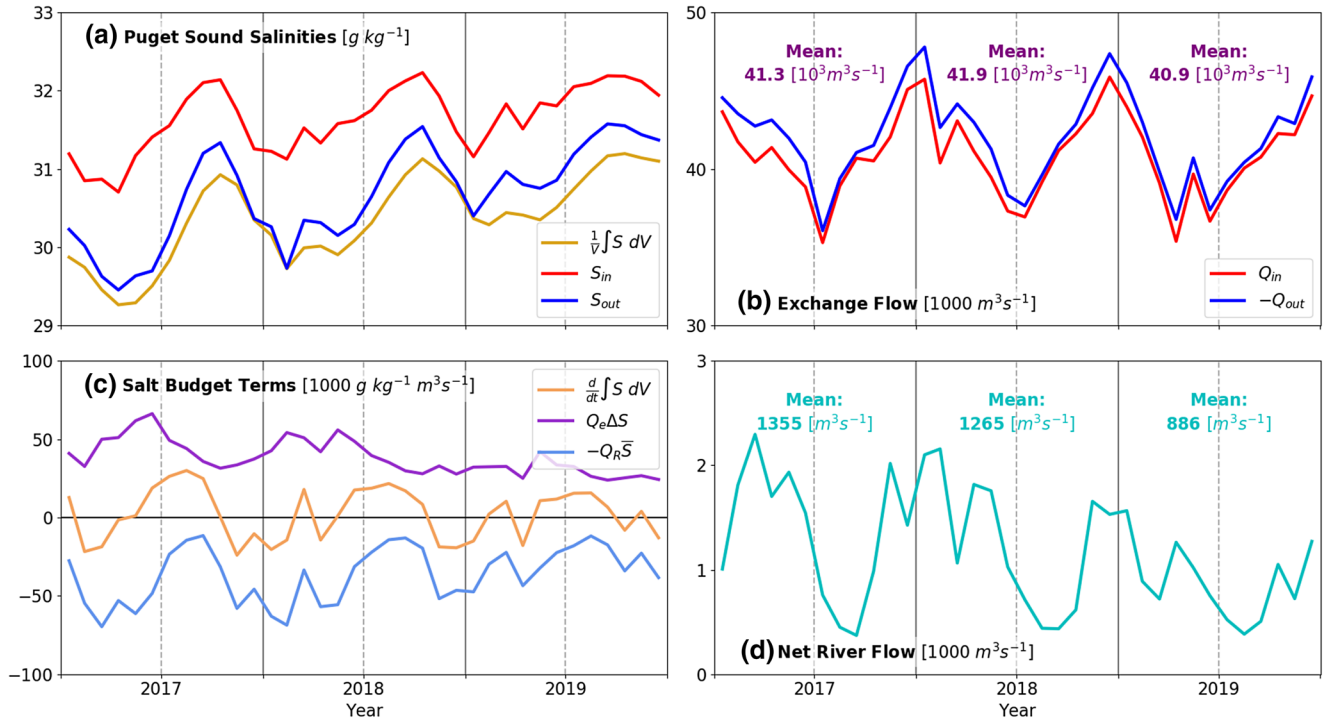 (a) Puget Sound Salinities [g kg⁻¹]
33
32
31
30
29
1/V ∫S dV
S_in
S_out
50
40
30
Mean:
41.3 [10³m³s⁻¹]
Mean:
41.9 [10³m³s⁻¹]
Mean:
40.9 [10³m³s⁻¹]
(b) Exchange Flow [1000 m³s⁻¹]
Q_in
−Q_out
(c) Salt Budget Terms [1000 g kg⁻¹ m³s⁻¹]
100
50
0
−50
−100
d/dt ∫S dV
Q_eΔS
−Q_R S̅
2017
2018
2019
Year
3
2
1
0
Mean:
1355 [m³s⁻¹]
Mean:
1265 [m³s⁻¹]
Mean:
886 [m³s⁻¹]
(d) Net River Flow [1000 m³s⁻¹]
2017
2018
2019
Year